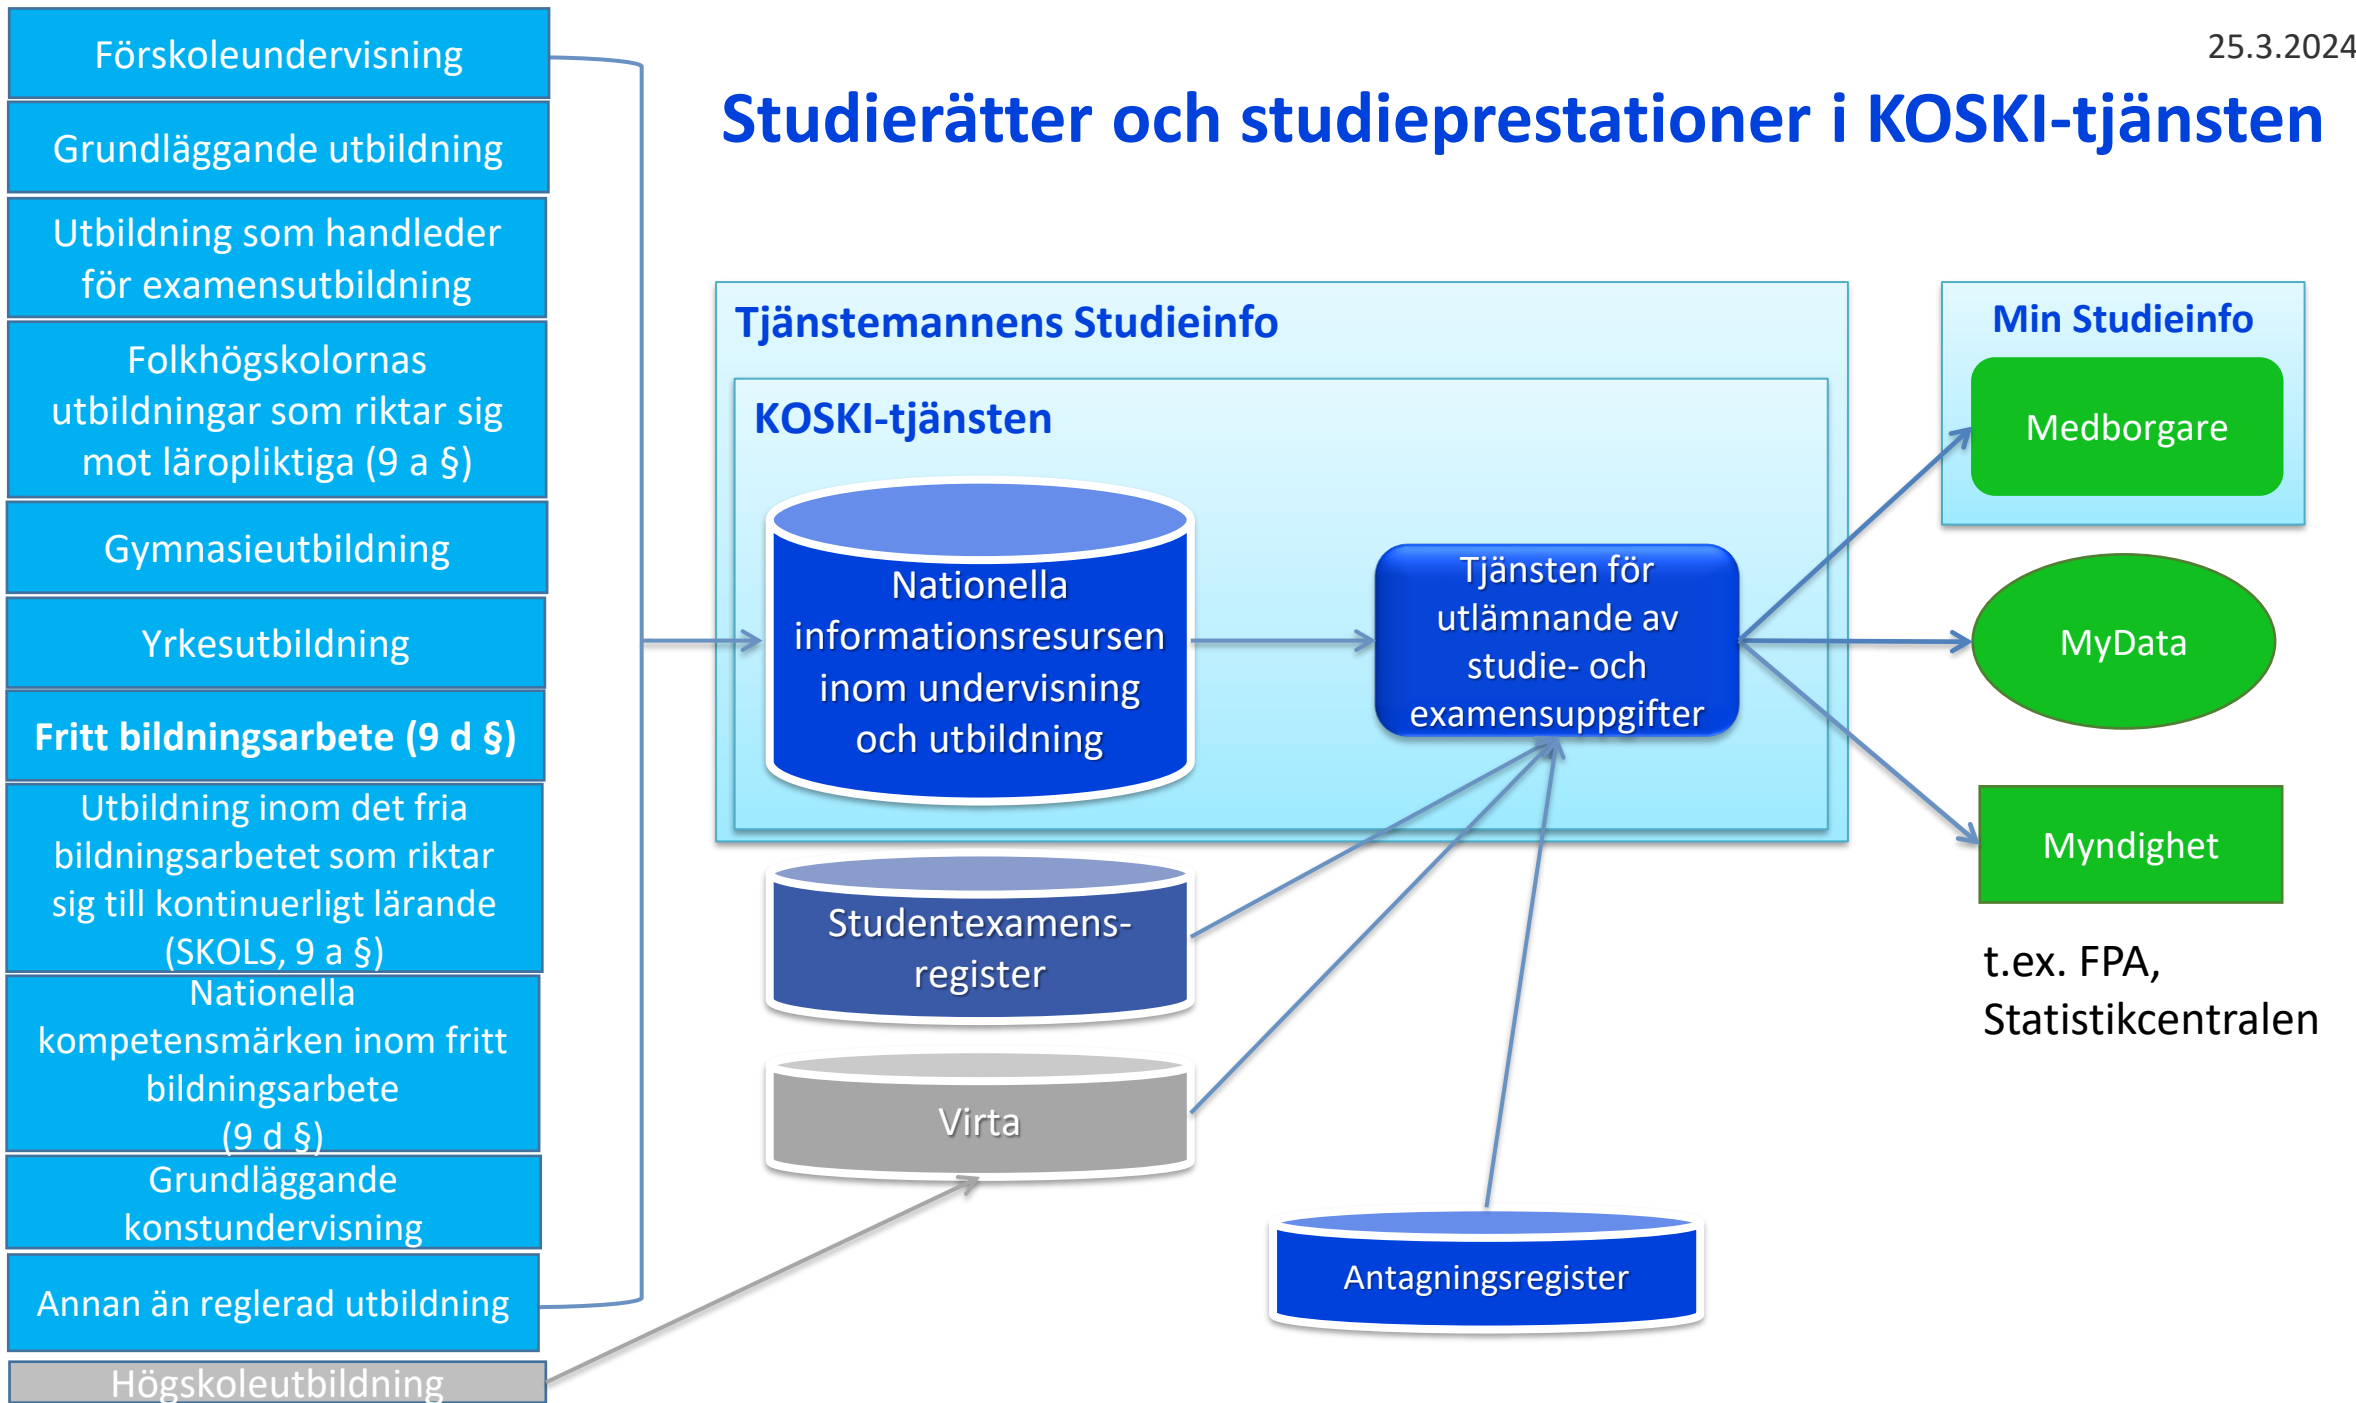 25.3.2024
Studierätter och studieprestationer i KOSKI-tjänsten
Förskoleundervisning
Grundläggande utbildning
Utbildning som handleder
för examensutbildning
Folkhögskolornas
utbildningar som riktar sig
mot läropliktiga (9 a §)
Gymnasieutbildning
Yrkesutbildning
Fritt bildningsarbete (9 d §)
Utbildning inom det fria
bildningsarbetet som riktar
sig till kontinuerligt lärande
(SKOLS, 9 a §)
Nationella
kompetensmärken inom fritt
bildningsarbete
(9 d §)
Grundläggande
konstundervisning
Annan än reglerad utbildning
Högskoleutbildning
Tjänstemannens Studieinfo
KOSKI-tjänsten
Nationella
informationsresursen
inom undervisning
och utbildning
Tjänsten för
utlämnande av
studie- och
examensuppgifter
Studentexamens-
register
Virta
Antagningsregister
Min Studieinfo
Medborgare
MyData
Myndighet
t.ex. FPA,
Statistikcentralen